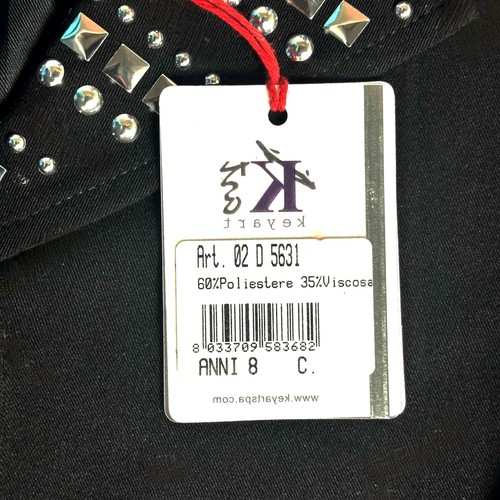 K
keyart
Art. 02 D 5631
60%Poliestere 35%Viscosa
8 033709 583682
ANNI 8 C.
www.keyartspa.com